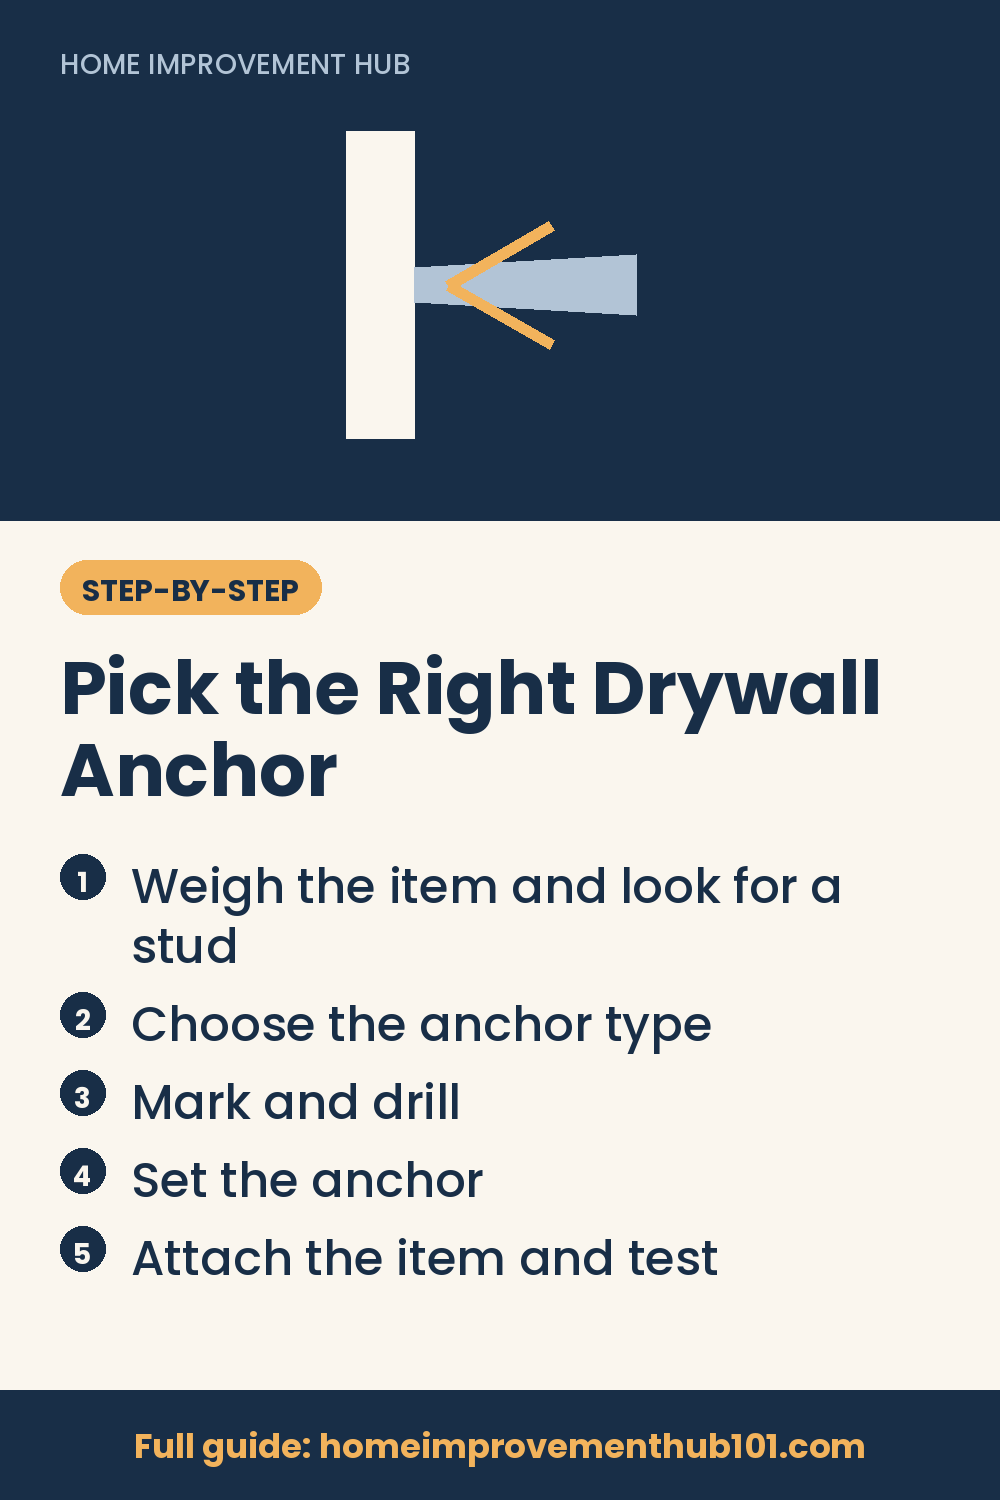 HOME IMPROVEMENT HUB
STEP-BY-STEP
Pick the Right Drywall
Anchor
1 Weigh the item and look for a
stud
2 Choose the anchor type
3 Mark and drill
4 Set the anchor
5 Attach the item and test
Full guide: homeimprovementhub101.com